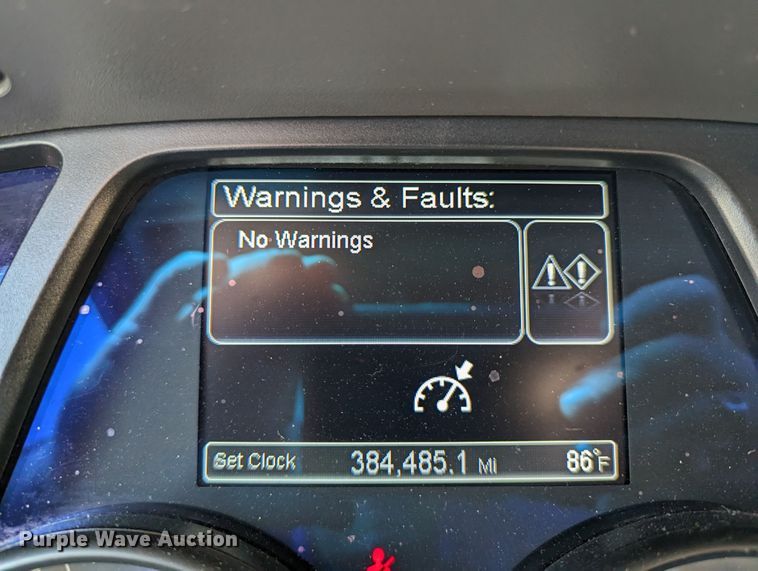 Warnings & Faults:
No Warnings
Set Clock 384,485.1 MI 86°F
Purple Wave Auction